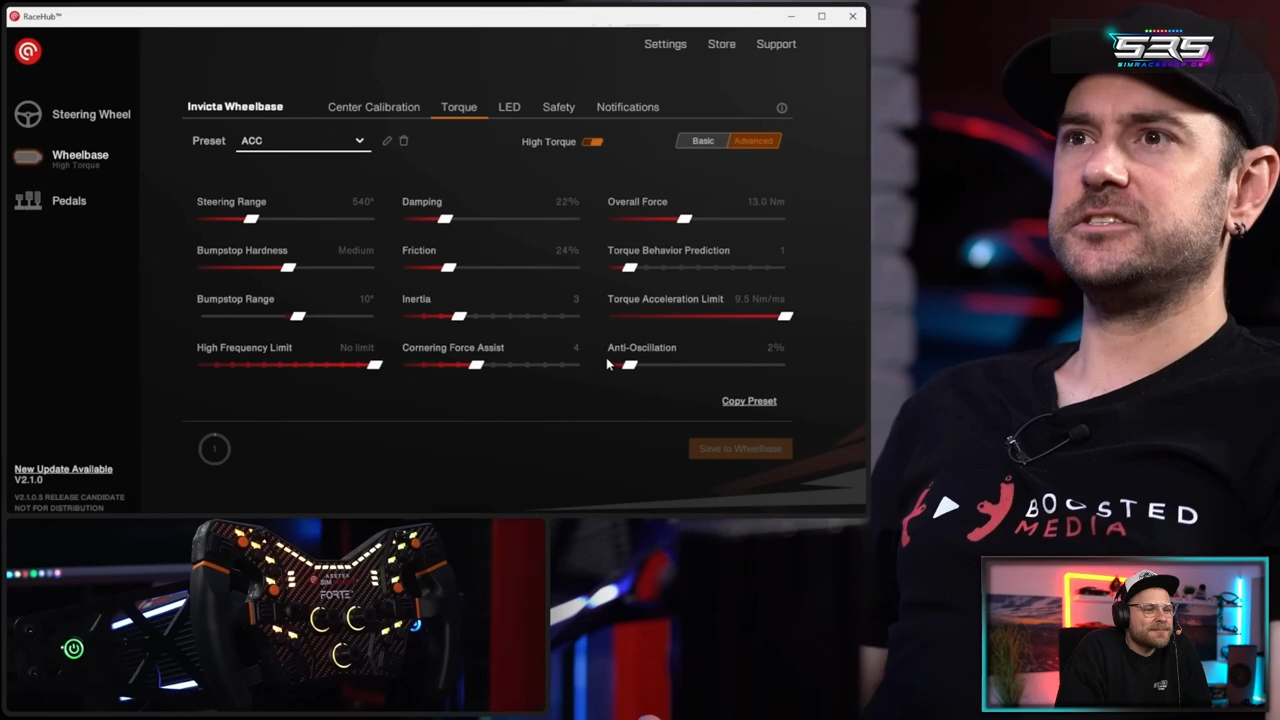 RaceHub™
Settings
Store
Support
Steering Wheel
Wheelbase
High Torque
Pedals
Invicta Wheelbase
Center Calibration
Torque
LED
Safety
Notifications
Preset
ACC
High Torque
Basic
Advanced
Steering Range
540°
Damping
22%
Overall Force
13.0 Nm
Bumpstop Hardness
Medium
Friction
24%
Torque Behavior Prediction
1
Bumpstop Range
10°
Inertia
3
Torque Acceleration Limit
9.5 Nm/ms
High Frequency Limit
No limit
Cornering Force Assist
4
Anti-Oscillation
2%
Copy Preset
1
Save to Wheelbase
New Update Available
V2.1.0
V2.1.0.5 RELEASE CANDIDATE
NOT FOR DISTRIBUTION
SRS
SIMRACESHOP.DE
BOOSTED
MEDIA
ASETEK
SIM
FORTE